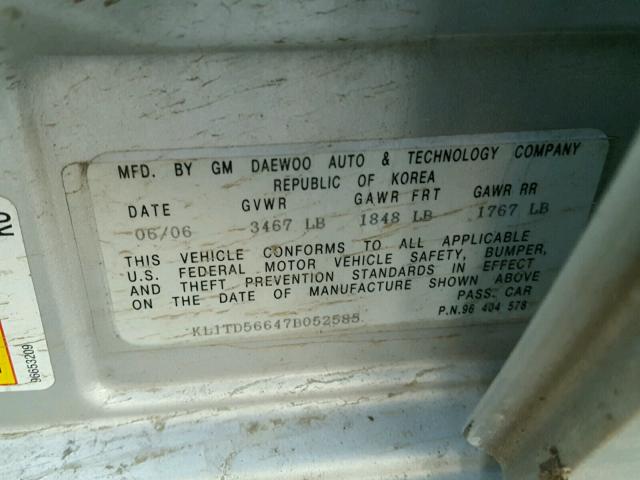 MFD. BY GM DAEWOO AUTO & TECHNOLOGY COMPANY
REPUBLIC OF KOREA
DATE GVWR GAWR FRT GAWR RR
06/06 3467 LB 1848 LB 1767 LB
THIS VEHICLE CONFORMS TO ALL APPLICABLE
U.S. FEDERAL MOTOR VEHICLE SAFETY, BUMPER,
AND THEFT PREVENTION STANDARDS IN EFFECT
ON THE DATE OF MANUFACTURE SHOWN ABOVE
PASS. CAR
P.N.96 404 578
KL1TD56647B052585
96653209